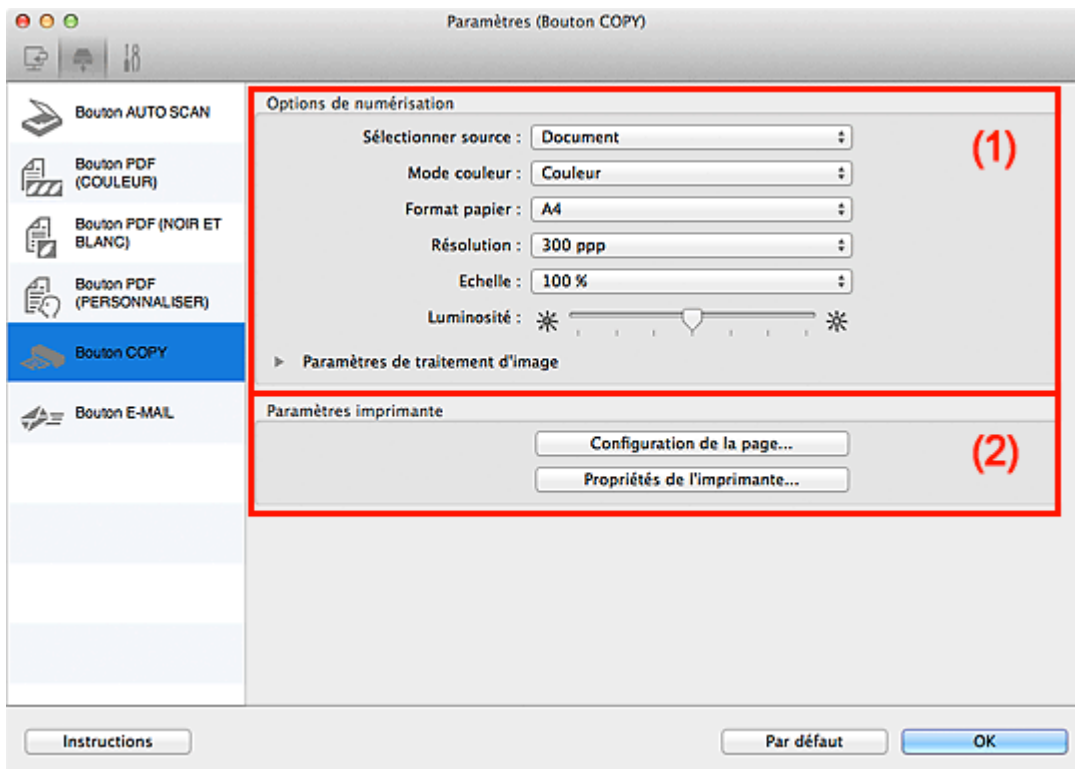 Paramètres (Bouton COPY)
Bouton AUTO SCAN
Bouton PDF
(COULEUR)
Bouton PDF (NOIR ET
BLANC)
Bouton PDF
(PERSONNALISER)
Bouton COPY
Bouton E-MAIL
Options de numérisation
(1)
Sélectionner source : Document
Mode couleur : Couleur
Format papier : A4
Résolution : 300 ppp
Echelle : 100 %
Luminosité :
Paramètres de traitement d'image
Paramètres imprimante
(2)
Configuration de la page...
Propriétés de l'imprimante...
Instructions
Par défaut
OK